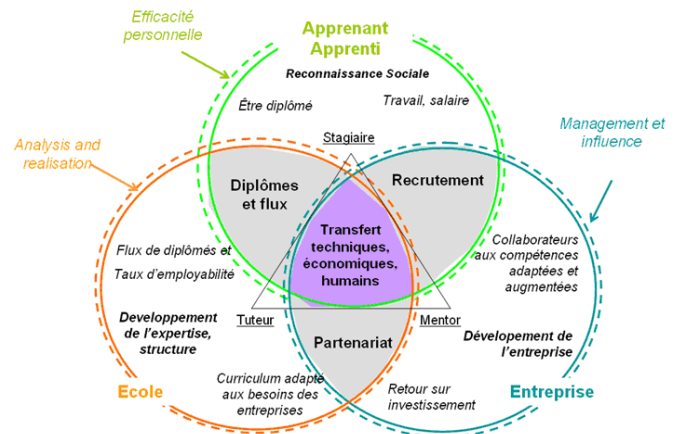 Efficacité
personnelle
Apprenant
Apprenti
Reconnaissance Sociale
Être diplômé
Travail, salaire
Stagiaire
Analysis and
realisation
Management et
influence
Diplômes
et flux
Recrutement
Transfert
techniques,
économiques,
humains
Flux de diplômés et
Taux d'employabilité
Collaborateurs
aux compétences
adaptées et
augmentées
Developpement
de l'expertise,
structure
Tuteur
Mentor
Partenariat
Dévelopement de
l'entreprise
Ecole
Curriculum adapté
aux besoins des
entreprises
Retour sur
investissement
Entreprise